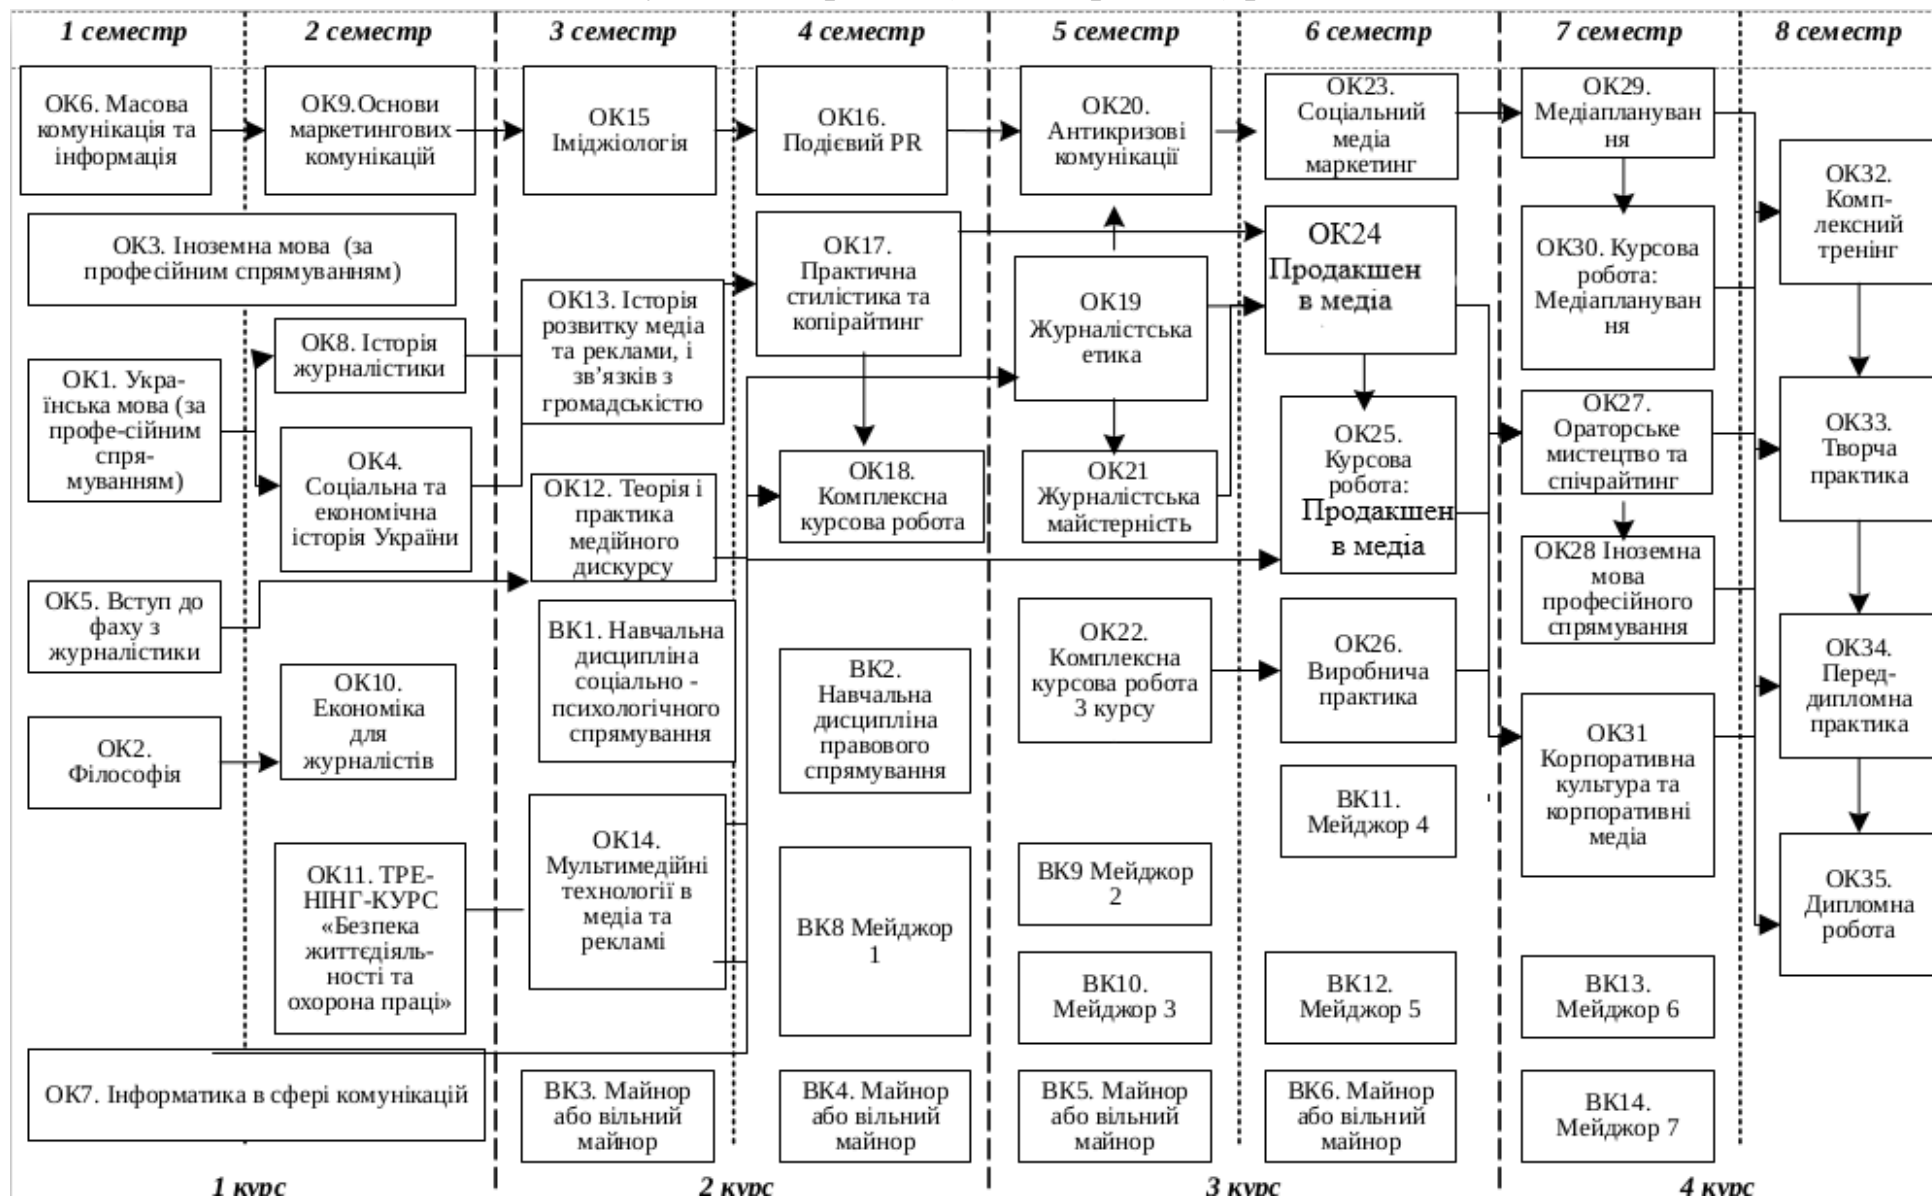 1 семестр
2 семестр
3 семестр
4 семестр
5 семестр
6 семестр
7 семестр
8 семестр
ОК6. Масова
комунікація та
інформація
ОК9.Основи
маркетингових
комунікацій
ОК15
Іміджіологія
ОК16.
Подієвий PR
ОК20.
Антикризові
комунікації
ОК23.
Соціальний
медіа
маркетинг
ОК29.
Медіаплануван
ня
ОК32.
Комп-
лексний
тренінг
ОК3. Іноземна мова (за
професійним спрямуванням)
ОК17.
Практична
стилістика та
копірайтинг
ОК24
Продакшен
в медіа
ОК30. Курсова
робота:
Медіаплануван
ня
ОК13. Історія
розвитку медіа
та реклами, і
зв’язків з
громадськістю
ОК19
Журналістська
етика
ОК8. Історія
журналістики
ОК1. Укра-
їнська мова (за
профе-сійним
спря-
муванням)
ОК4.
Соціальна та
економічна
історія України
ОК12. Теорія і
практика
медійного
дискурсу
ОК18.
Комплексна
курсова робота
ОК21
Журналістська
майстерність
ОК25.
Курсова
робота:
Продакшен
в медіа
ОК27.
Ораторське
мистецтво та
спічрайтинг
ОК33.
Творча
практика
ОК28 Іноземна
мова
професійного
спрямування
ОК5. Вступ до
фаху з
журналістики
ВК1. Навчальна
дисципліна
соціально -
психологічного
спрямування
ОК22.
Комплексна
курсова робота
3 курсу
ОК26.
Виробнича
практика
ОК34.
Перед-
дипломна
практика
ОК2.
Філософія
ОК10.
Економіка
для
журналістів
ВК2.
Навчальна
дисципліна
правового
спрямування
ОК31
Корпоративна
культура та
корпоративні
медіа
ВК11.
Мейджор 4
ОК11. ТРЕ-
НІНГ-КУРС
«Безпека
життєдіяль-
ності та
охорона праці»
ОК14.
Мультимедійні
технології в
медіа та
рекламі
ВК8 Мейджор
1
ВК9 Мейджор
2
ОК35.
Дипломна
робота
ВК10.
Мейджор 3
ВК12.
Мейджор 5
ВК13.
Мейджор 6
ОК7. Інформатика в сфері комунікацій
ВК3. Майнор
або вільний
майнор
ВК4. Майнор
або вільний
майнор
ВК5. Майнор
або вільний
майнор
ВК6. Майнор
або вільний
майнор
ВК14.
Мейджор 7
1 курс
2 курс
3 курс
4 курс